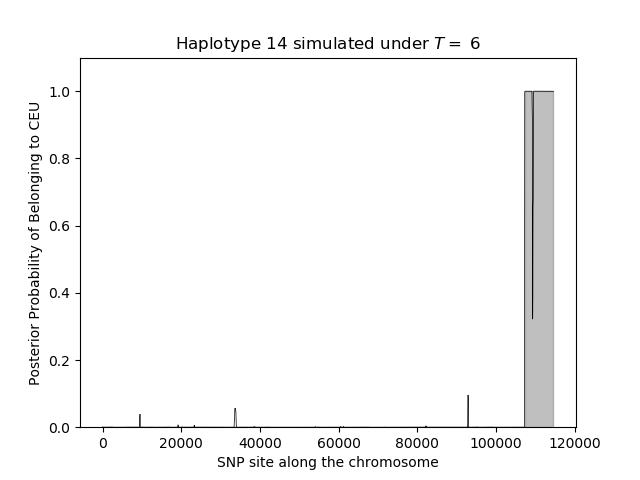 Haplotype 14 simulated under T = 6
Posterior Probability of Belonging to CEU
1.0
0.8
0.6
0.4
0.2
0.0
0 20000 40000 60000 80000 100000 120000
SNP site along the chromosome